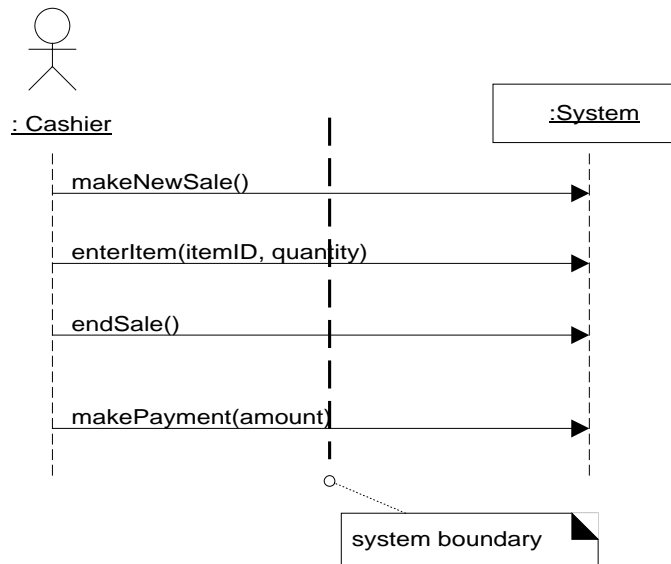 : Cashier
:System
makeNewSale()
enterItem(itemID, quantity)
endSale()
makePayment(amount)
system boundary